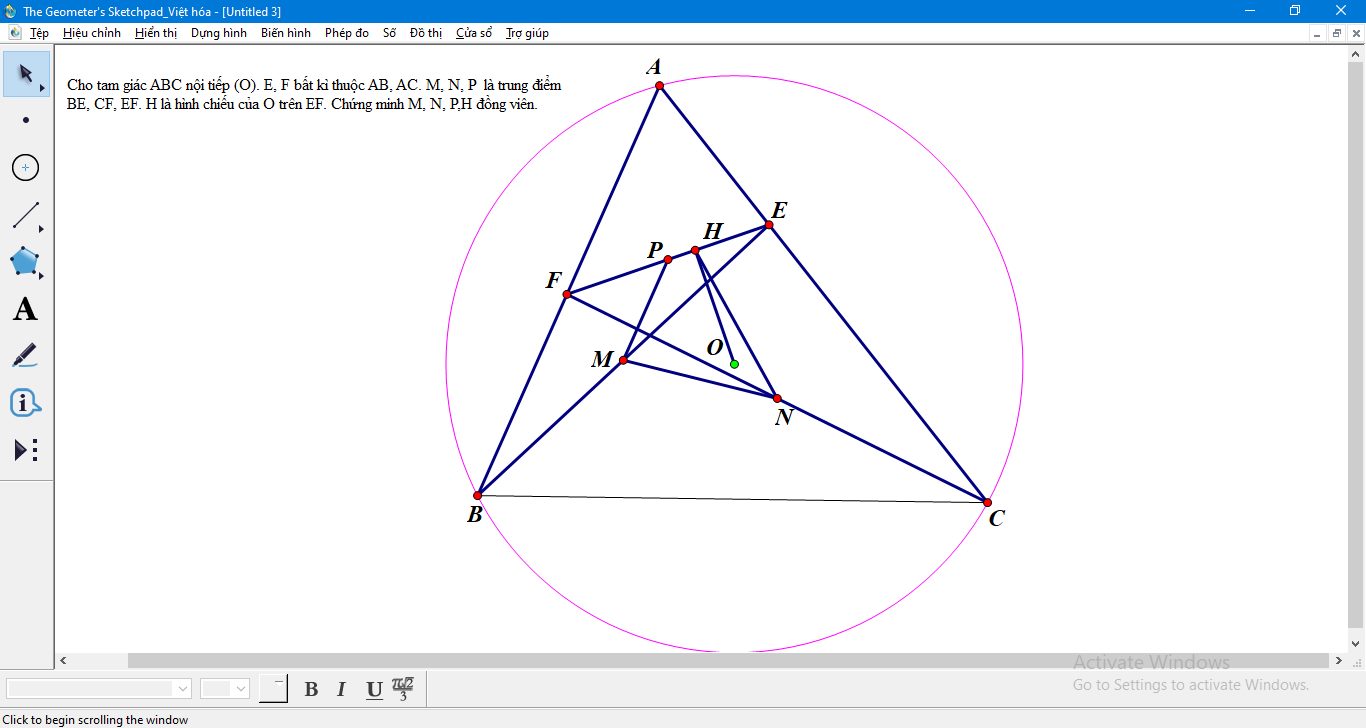 The Geometer's Sketchpad_Việt hóa - [Untitled 3]
Tệp Hiệu chỉnh Hiển thị Dựng hình Biến hình Phép đo Số Đồ thị Cửa sổ Trợ giúp
Cho tam giác ABC nội tiếp (O). E, F bất kì thuộc AB, AC. M, N, P là trung điểm
BE, CF, EF. H là hình chiếu của O trên EF. Chứng minh M, N, P,H đồng viên.
A
E
H
P
F
O
M
N
B
C
A
i
Activate Windows
Go to Settings to activate Windows.
B I U √2/3
Click to begin scrolling the window